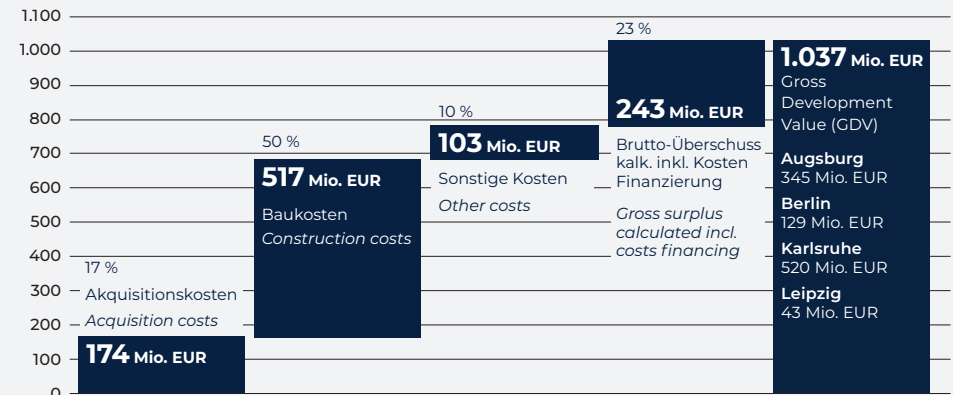 1.100
1.000
900
800
700
600
500
400
300
200
100
0
17 %
Akquisitionskosten
Acquisition costs
174 Mio. EUR
50 %
517 Mio. EUR
Baukosten
Construction costs
10 %
103 Mio. EUR
Sonstige Kosten
Other costs
23 %
243 Mio. EUR
Brutto-Überschuss
kalk. inkl. Kosten
Finanzierung
Gross surplus
calculated incl.
costs financing
1.037 Mio. EUR
Gross
Development
Value (GDV)
Augsburg
345 Mio. EUR
Berlin
129 Mio. EUR
Karlsruhe
520 Mio. EUR
Leipzig
43 Mio. EUR